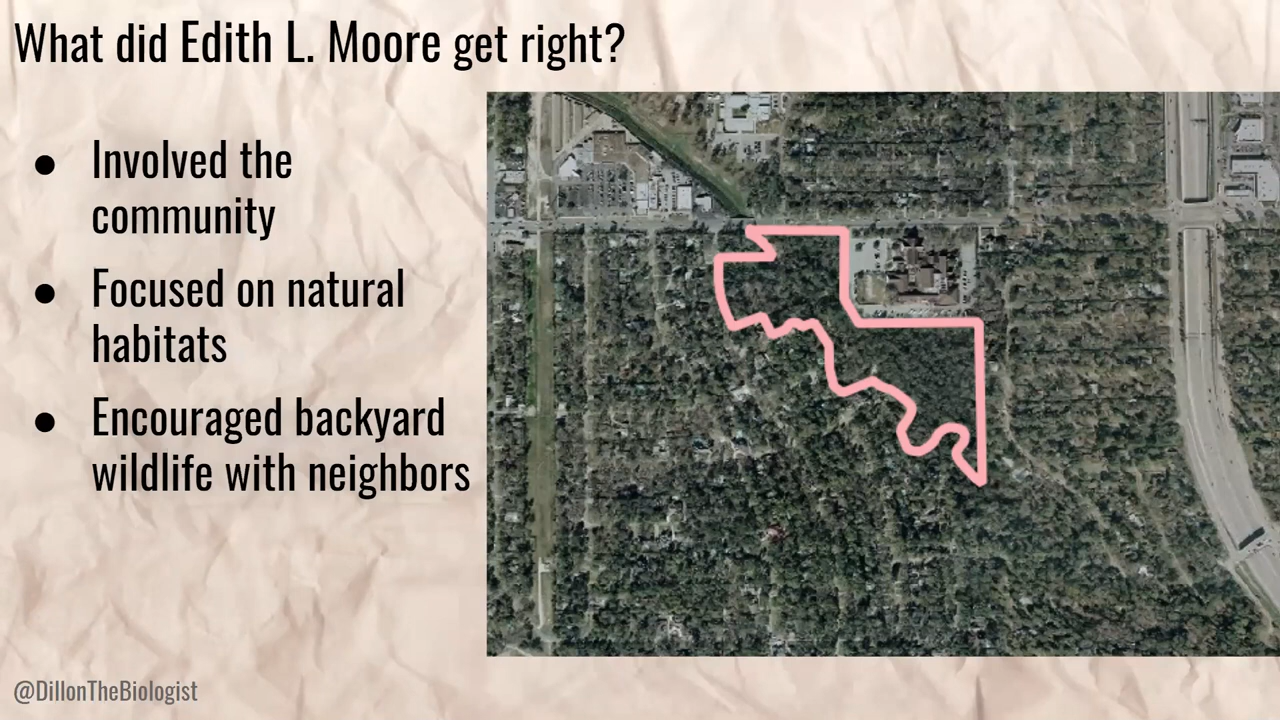 What did Edith L. Moore get right?
● Involved the
community
● Focused on natural
habitats
● Encouraged backyard
wildlife with neighbors
@DillonTheBiologist